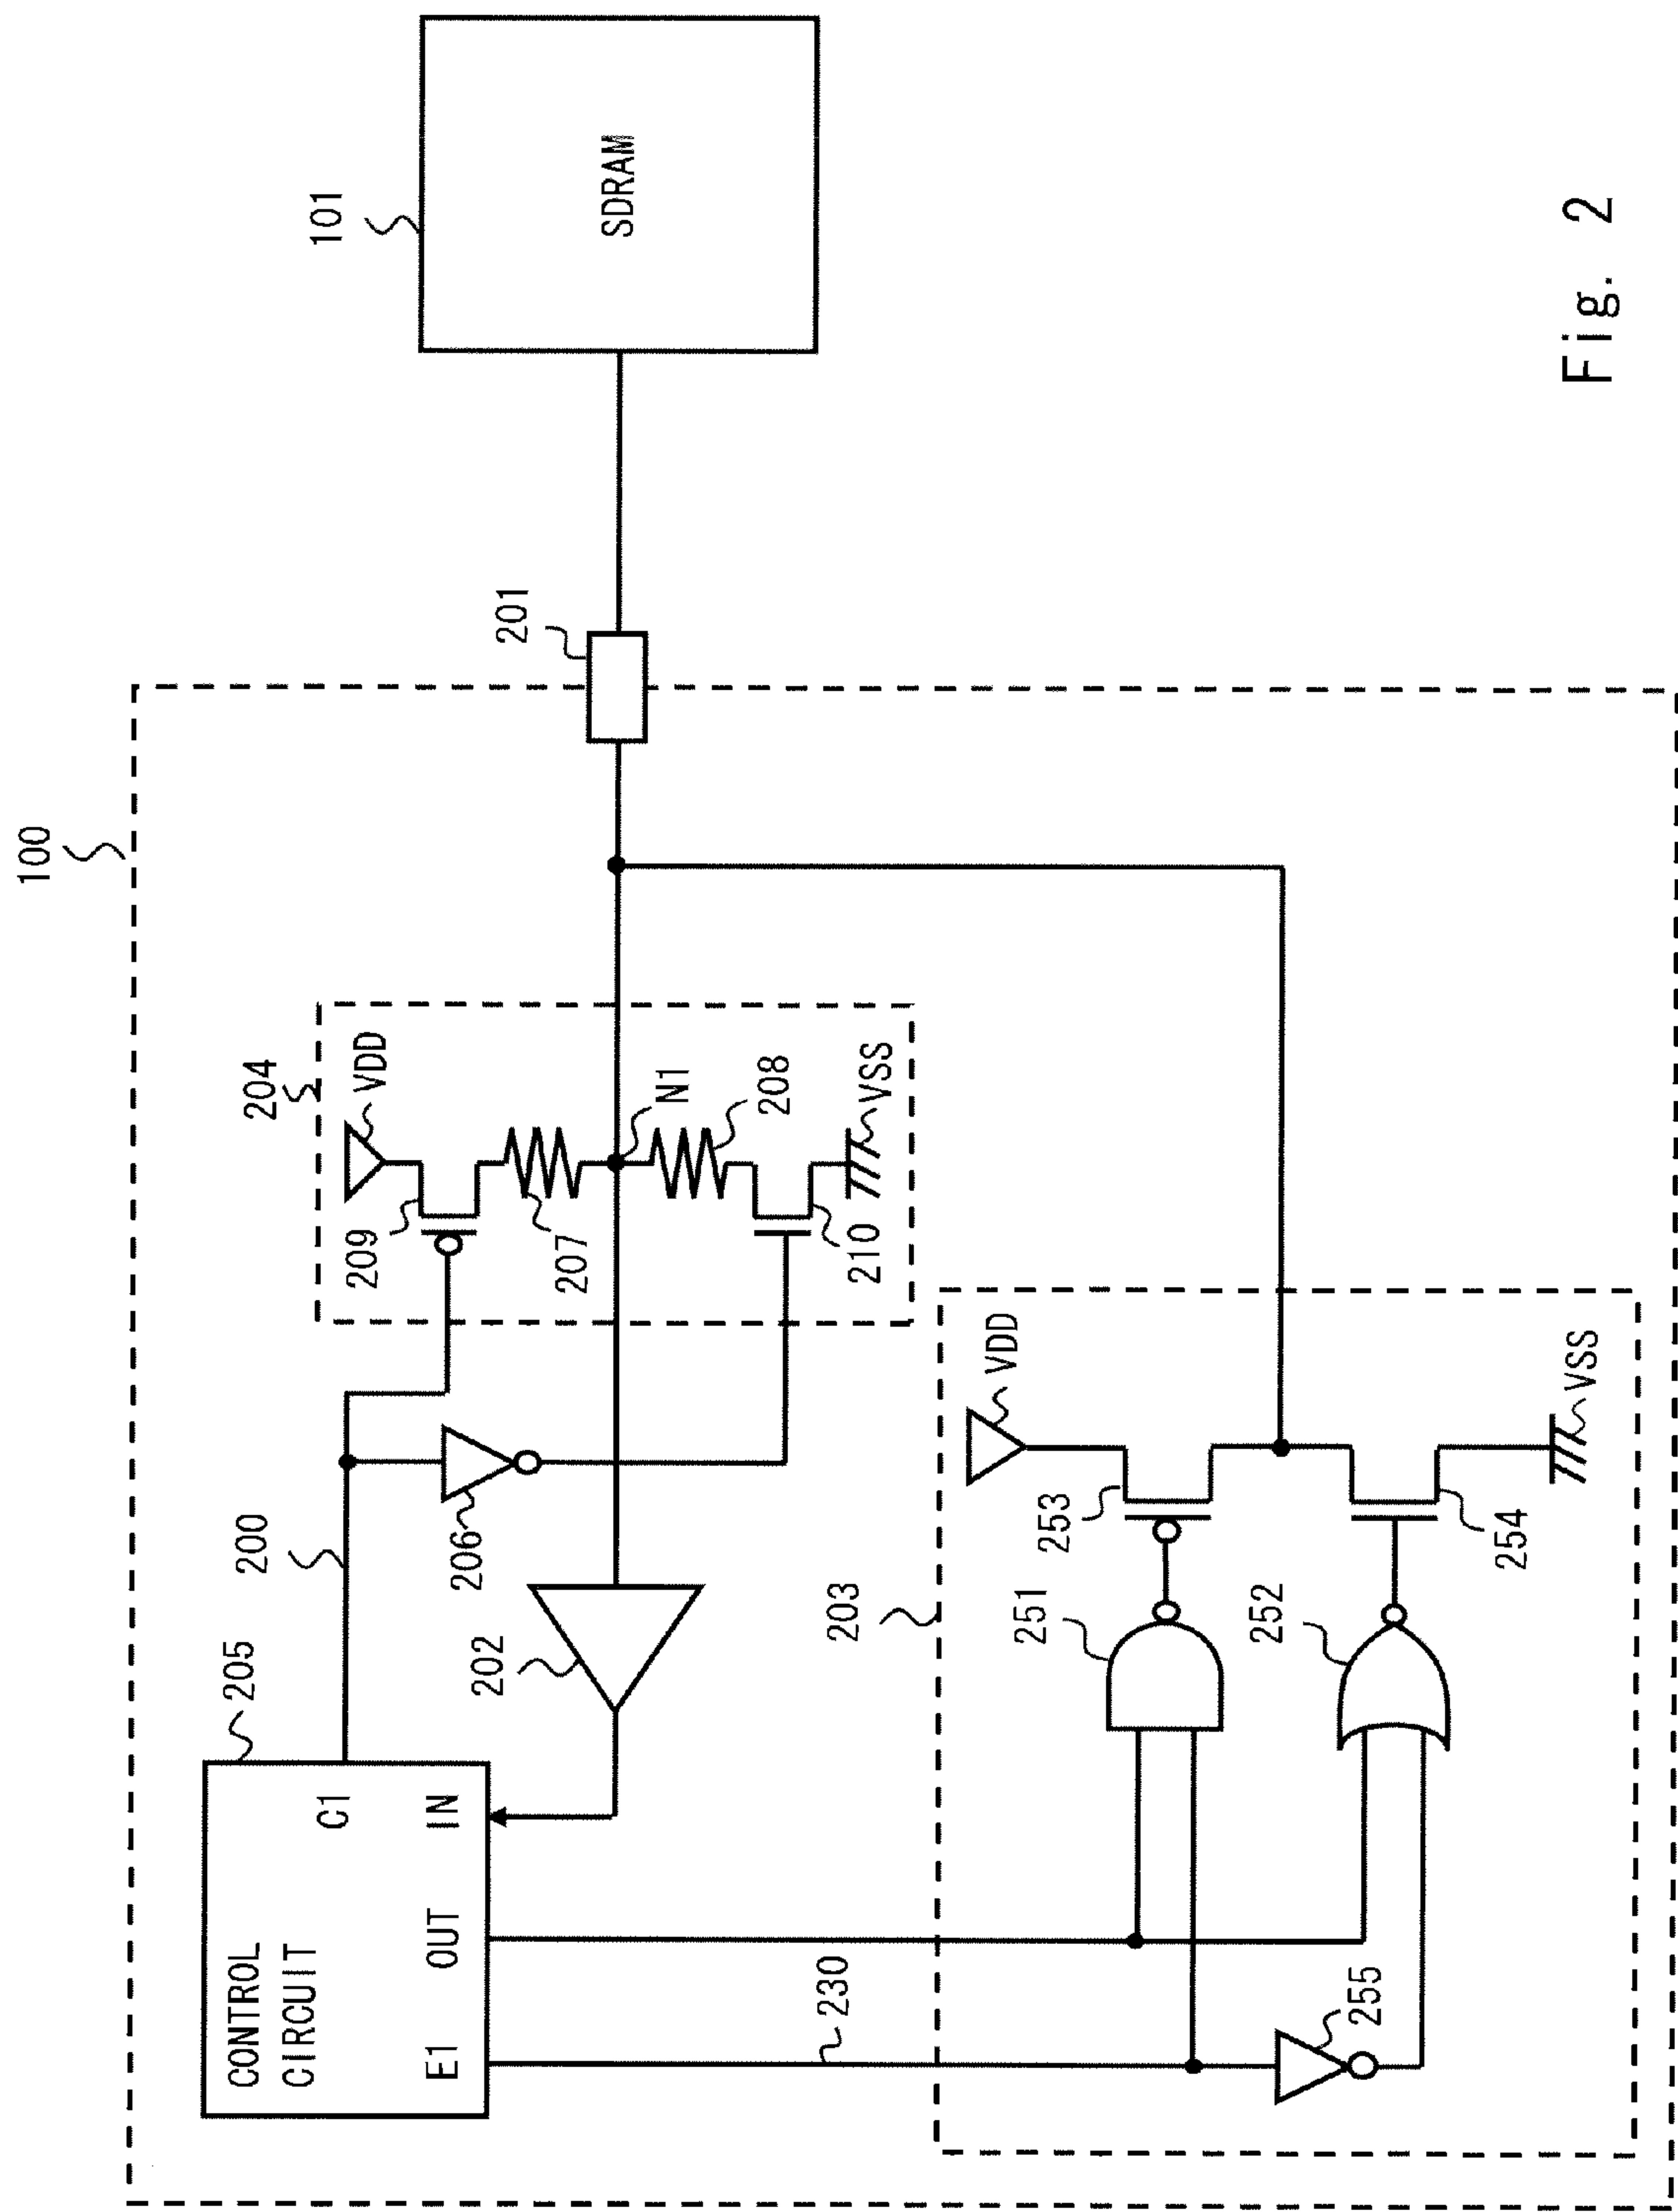 100
204
VDD
209
207
N1
208
210
VSS
200
206
202
205
CONTROL
CIRCUIT
C1
IN
OUT
E1
201
101
SDRAM
203
VDD
253
251
252
254
VSS
230
255
Fig. 2